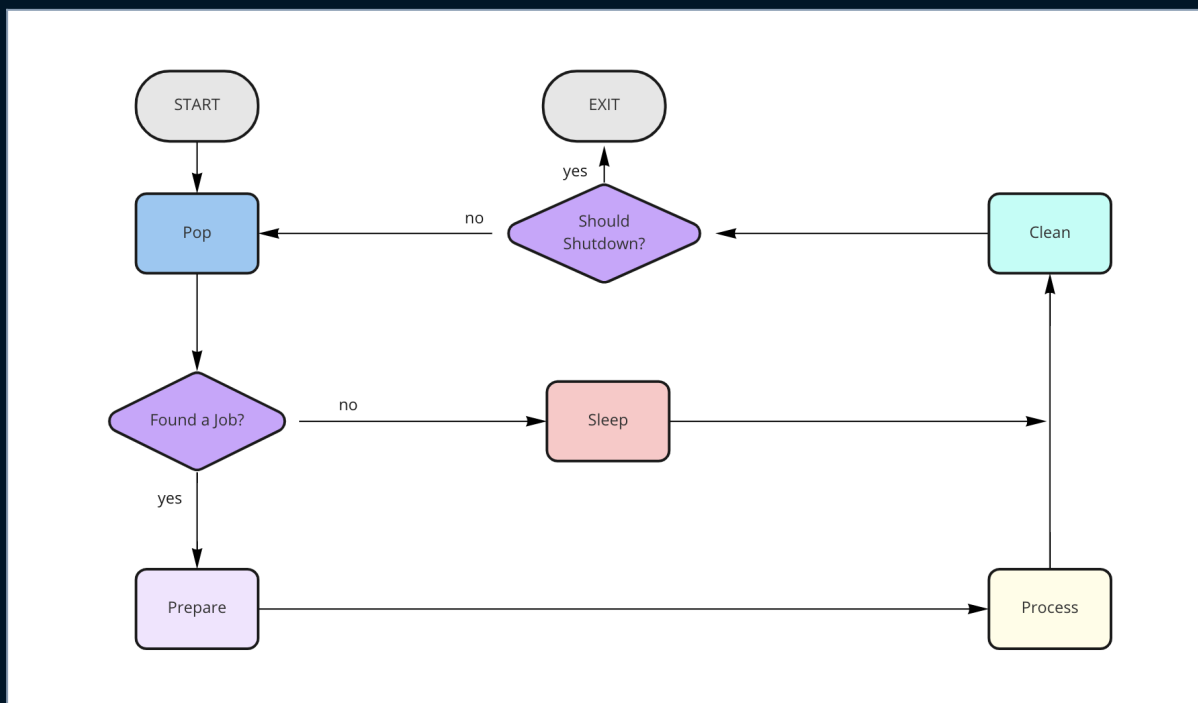 START
EXIT
yes
no
Should
Shutdown?
Pop
Clean
no
Found a Job?
Sleep
yes
Prepare
Process